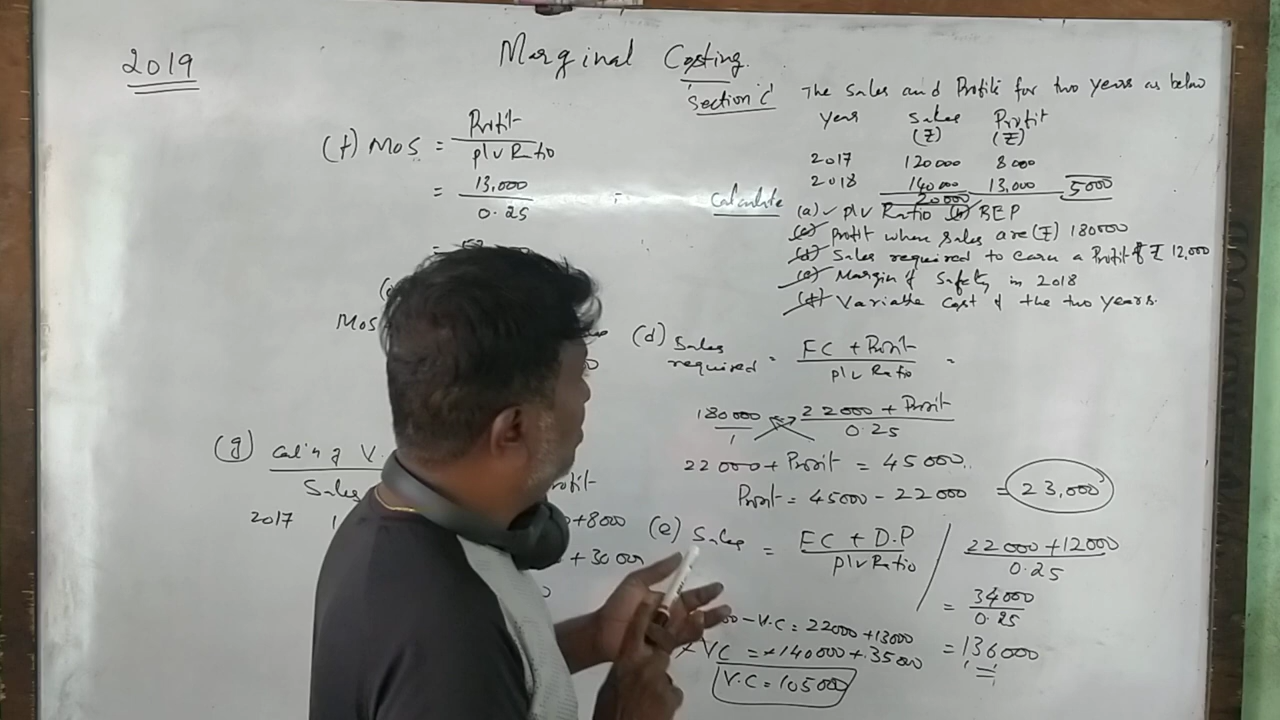 2019
Marginal Costing.
Section 'C' The Sales and Profits for two years as below
Year Sales (₹) Profit (₹)
2017 120000 8000
2018 140000 13,000 5000
20000
Calculate (a) P/V Ratio (b) BEP
(c) Profit when sales are (₹) 180000
(d) Sales required to earn a Profit of ₹ 12,000
(e) Margin of Safety in 2018
(f) Variable Cost of the two years.
(f) MoS = Profit / P/V Ratio
= 13,000 / 0.25
MoS
(g) Cal'n of V.
Sales
2017 1
+8000
+ 30000
(d) Sales required = FC + Profit / P/V Ratio =
180000 / 1 22000 + Profit / 0.25
22000 + Profit = 45000.
Profit = 45000 - 22000 = 23,000
(e) Sales = FC + D.P / P/V Ratio
22000 + 12000 / 0.25
= 34000 / 0.25
= 136000
- V.C = 22000 + 13000
VC = +140000 + 35000
V.C = 105000